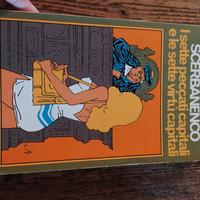 SCERBANENCO
I sette peccati capitali
e le sette virtù capitali